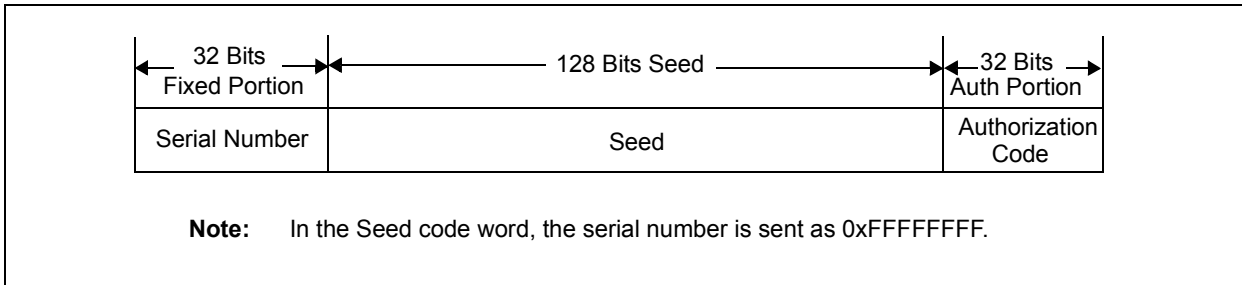 32 Bits
Fixed Portion
128 Bits Seed
32 Bits
Auth Portion
Serial Number
Seed
Authorization
Code
Note: In the Seed code word, the serial number is sent as 0xFFFFFFFF.